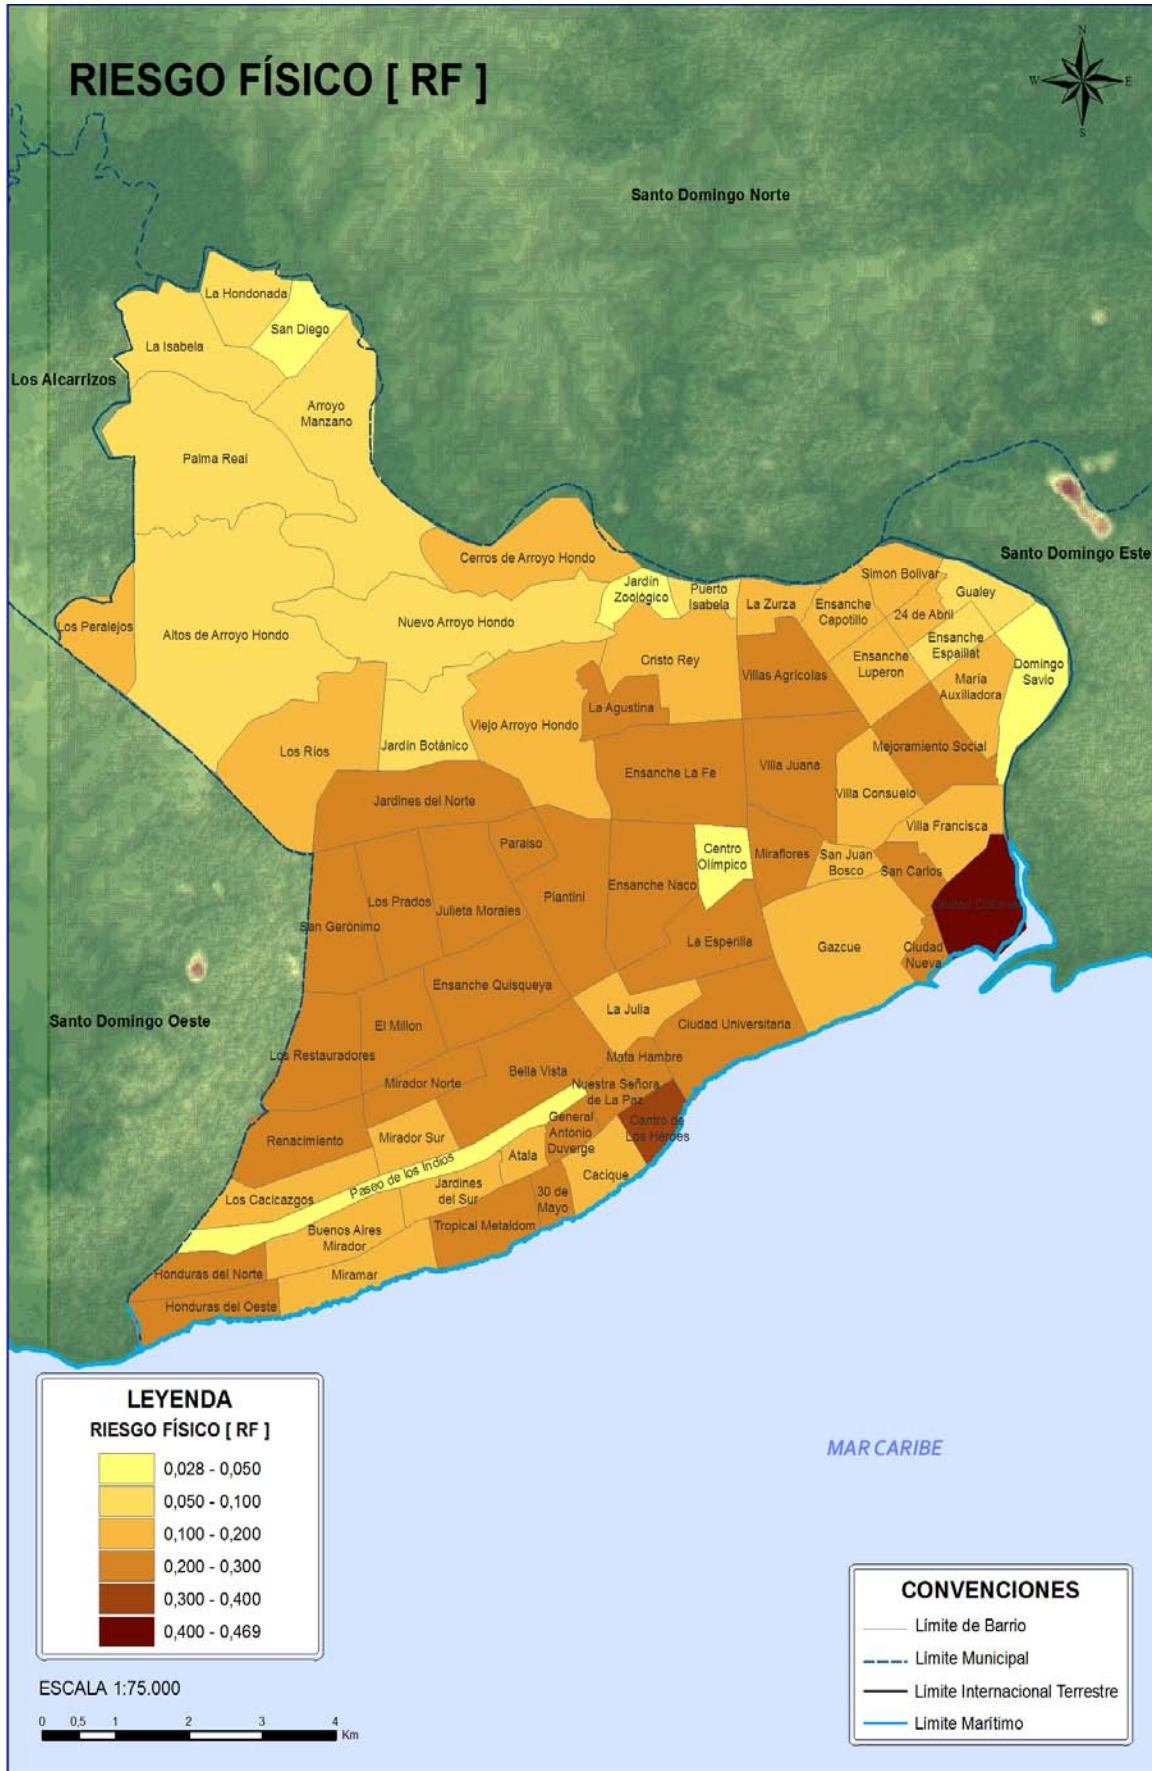 RIESGO FÍSICO [ RF ]
N
W
E
S
Santo Domingo Norte
La Hondonada
San Diego
La Isabela
Los Alcarrizos
Arroyo
Manzano
Palma Real
Santo Domingo Este
Cerros de Arroyo Hondo
Jardín
Zoológico
Puerto
Isabela
La Zurza
Ensanche
Capotillo
Simon Bolivar
Gualey
24 de Abril
Los Peralejos
Altos de Arroyo Hondo
Nuevo Arroyo Hondo
Ensanche
Espaillat
Cristo Rey
Ensanche
Luperon
Domingo
Savio
Villas Agrícolas
María
Auxiliadora
La Agustina
Viejo Arroyo Hondo
Los Ríos
Jardín Botánico
Mejoramiento Social
Ensanche La Fe
Villa Juana
Villa Consuelo
Jardines del Norte
Villa Francisca
Paraiso
Centro
Olímpico
Miraflores
San Juan
Bosco
San Carlos
Ensanche Naco
Piantini
Los Prados
Julieta Morales
San Gerónimo
La Esperilla
Gazcue
Ciudad
Nueva
Ensanche Quisqueya
La Julia
Santo Domingo Oeste
El Millon
Ciudad Universitaria
Los Restauradores
Mata Hambre
Bella Vista
Mirador Norte
Nuestra Señora
de La Paz
General
Antonio
Duverge
Centro de
Los Héroes
Renacimiento
Mirador Sur
Atala
Paseo de los Indios
Cacique
Jardines
del Sur
30 de
Mayo
Los Cacicazgos
Tropical Metaldom
Buenos Aires
Mirador
Honduras del Norte
Miramar
Honduras del Oeste
LEYENDA
RIESGO FÍSICO [ RF ]
0,028 - 0,050
0,050 - 0,100
0,100 - 0,200
0,200 - 0,300
0,300 - 0,400
0,400 - 0,469
MAR CARIBE
ESCALA 1:75.000
0 0,5 1 2 3 4
Km
CONVENCIONES
Límite de Barrio
Límite Municipal
Límite Internacional Terrestre
Límite Marítimo